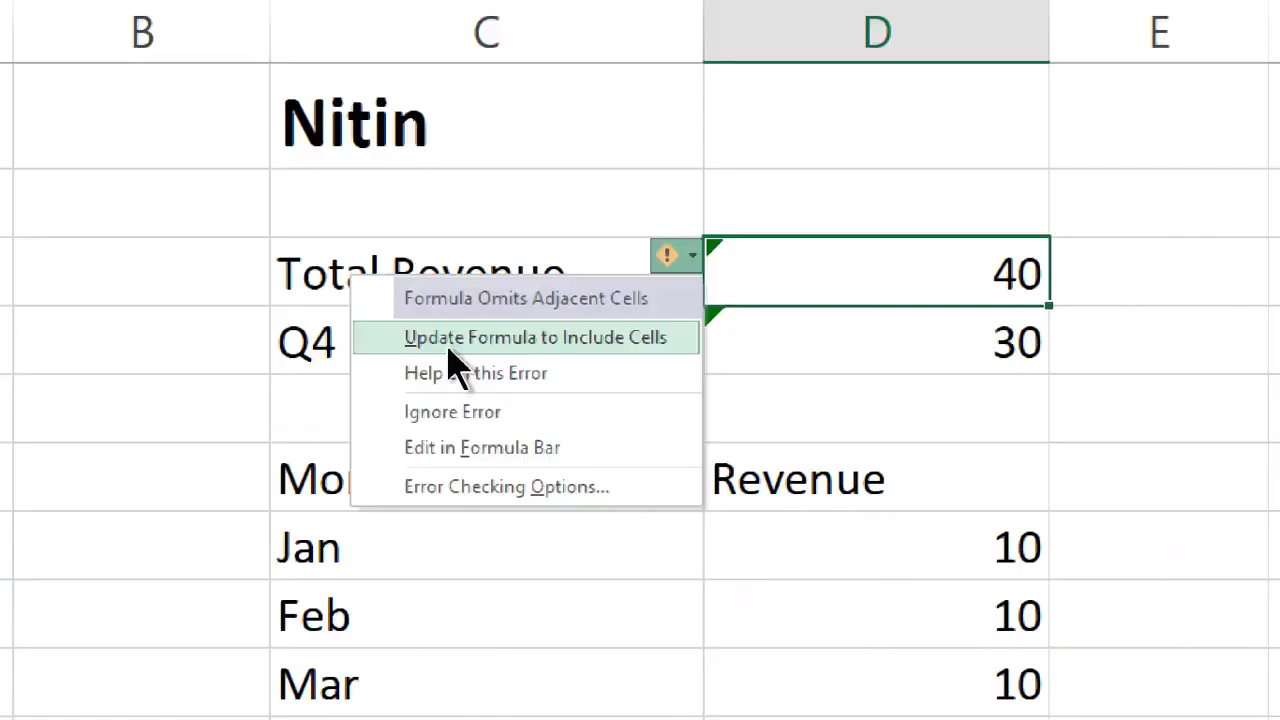 B C D E
Nitin
Total Revenue 40
Formula Omits Adjacent Cells
Update Formula to Include Cells
Q4 30
Help this Error
Ignore Error
Edit in Formula Bar
Revenue
Error Checking Options...
Jan 10
Feb 10
Mar 10